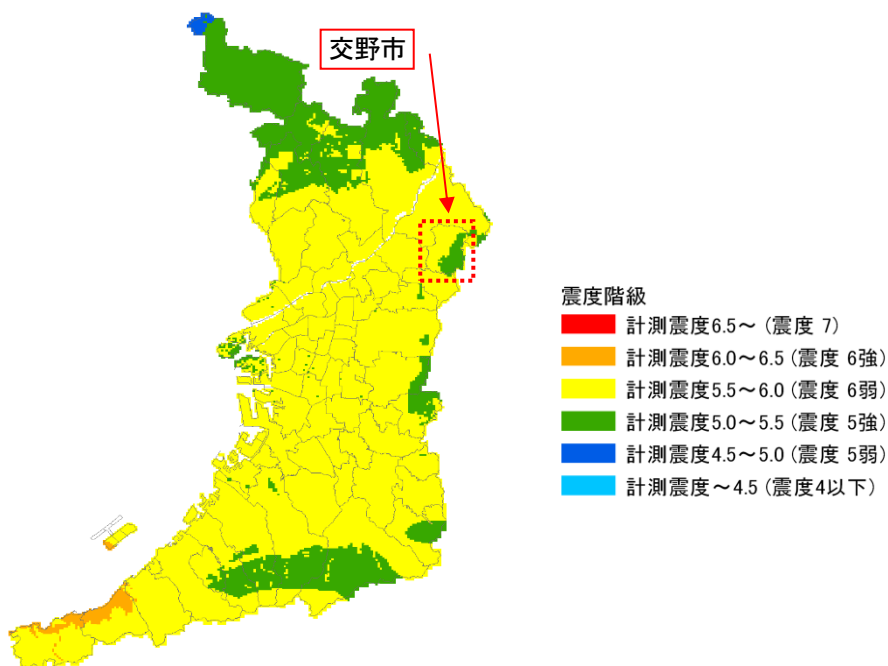 交野市
震度階級
計測震度6.5～ (震度 7)
計測震度6.0～6.5 (震度 6強)
計測震度5.5～6.0 (震度 6弱)
計測震度5.0～5.5 (震度 5強)
計測震度4.5～5.0 (震度 5弱)
計測震度～4.5 (震度4以下)